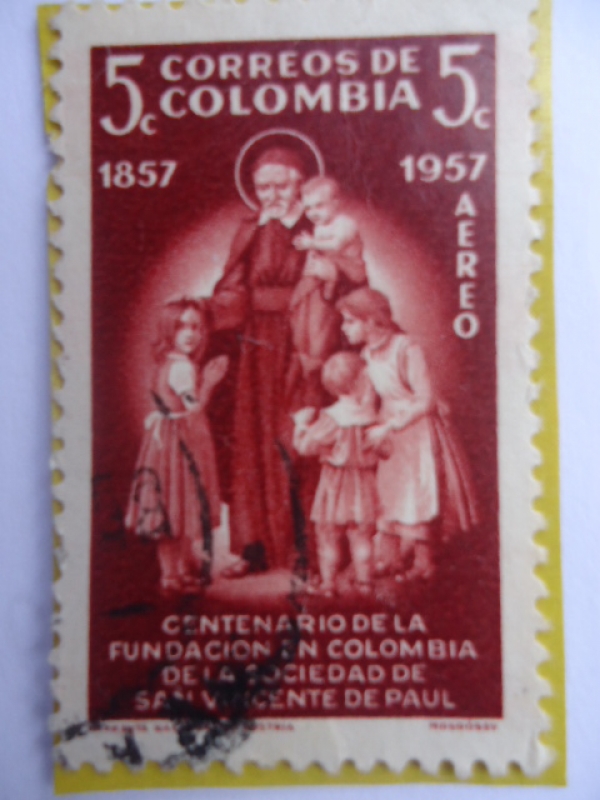 5c CORREOS DE 5c
COLOMBIA
1857 1957
AEREO
CENTENARIO DE LA
FUNDACION EN COLOMBIA
DE LA SOCIEDAD DE
SAN VINCENTE DE PAUL